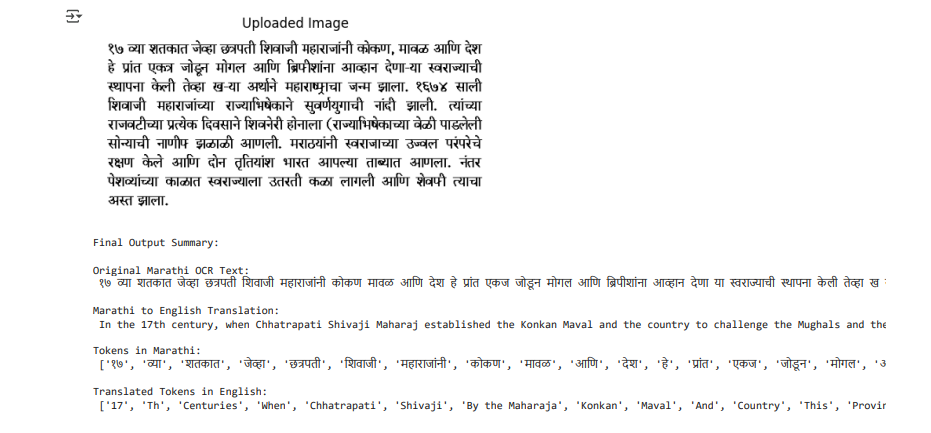 Uploaded Image
१७ व्या शतकात जेव्हा छत्रपती शिवाजी महाराजांनी कोकण, मावळ आणि देश
हे प्रांत एकत्र जोडून मोगल आणि ब्रिपीशांना आव्हान देणा-या स्वराज्याची
स्थापना केली तेव्हा ख-या अर्थाने महाराष्ट्राचा जन्म झाला. १६७४ साली
शिवाजी महाराजांच्या राज्याभिषेकाने सुवर्णयुगाची नांदी झाली. त्यांच्या
राजवटीच्या प्रत्येक दिवसाने शिवनेरी होनाला (राज्याभिषेकाच्या वेळी पाडलेली
सोन्याची नाणीफ झळाळी आणली. मराठयांनी स्वराजाच्या उज्वल परंपरेचे
रक्षण केले आणि दोन तृतियांश भारत आपल्या ताब्यात आणला. नंतर
पेशव्यांच्या काळात स्वराज्याला उतरती कळा लागली आणि शेवफी त्याचा
अस्त झाला.
Final Output Summary:
Original Marathi OCR Text:
१७ व्या शतकात जेव्हा छत्रपती शिवाजी महाराजांनी कोकण मावळ आणि देश हे प्रांत एकज जोडून मोगल आणि ब्रिपीशांना आव्हान देणा या स्वराज्याची स्थापना केली तेव्हा ख
Marathi to English Translation:
In the 17th century, when Chhatrapati Shivaji Maharaj established the Konkan Maval and the country to challenge the Mughals and the
Tokens in Marathi:
['१७', 'व्या', 'शतकात', 'जेव्हा', 'छत्रपती', 'शिवाजी', 'महाराजांनी', 'कोकण', 'मावळ', 'आणि', 'देश', 'हे', 'प्रांत', 'एकज', 'जोडून', 'मोगल',
Translated Tokens in English:
['17', 'Th', 'Centuries', 'When', 'Chhatrapati', 'Shivaji', 'By the Maharaja', 'Konkan', 'Maval', 'And', 'Country', 'This',